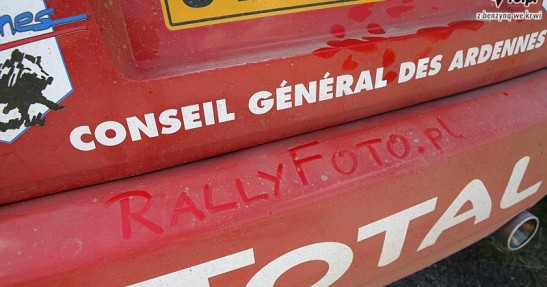 z benzyną we krwi
nes
CONSEIL GÉNÉRAL DES ARDENNES
RALLYFOTO.pl
TOTAL